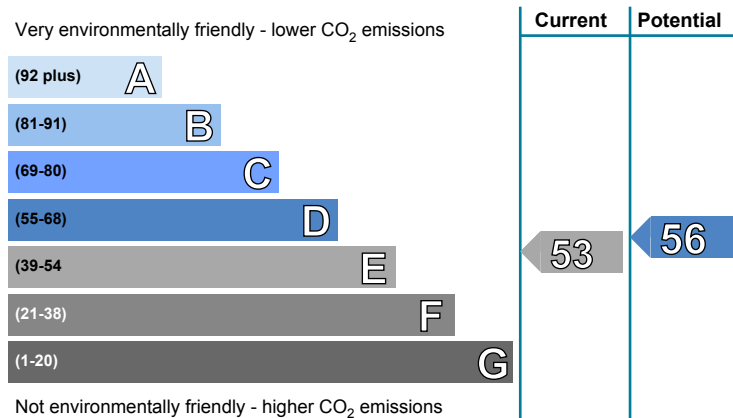 Very environmentally friendly - lower CO2 emissions
Current
Potential
(92 plus) A
(81-91) B
(69-80) C
(55-68) D
(39-54 E
(21-38) F
(1-20) G
53
56
Not environmentally friendly - higher CO2 emissions